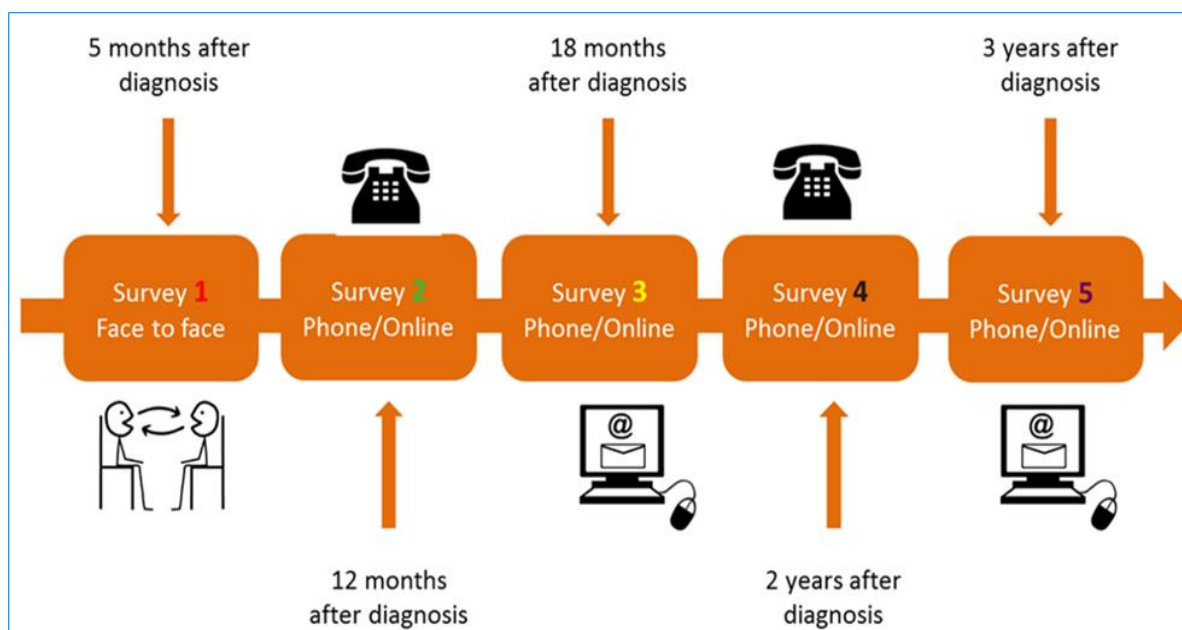 5 months after
diagnosis
18 months
after diagnosis
3 years after
diagnosis
Survey 1
Face to face
Survey 2
Phone/Online
Survey 3
Phone/Online
Survey 4
Phone/Online
Survey 5
Phone/Online
@
@
12 months
after diagnosis
2 years after
diagnosis